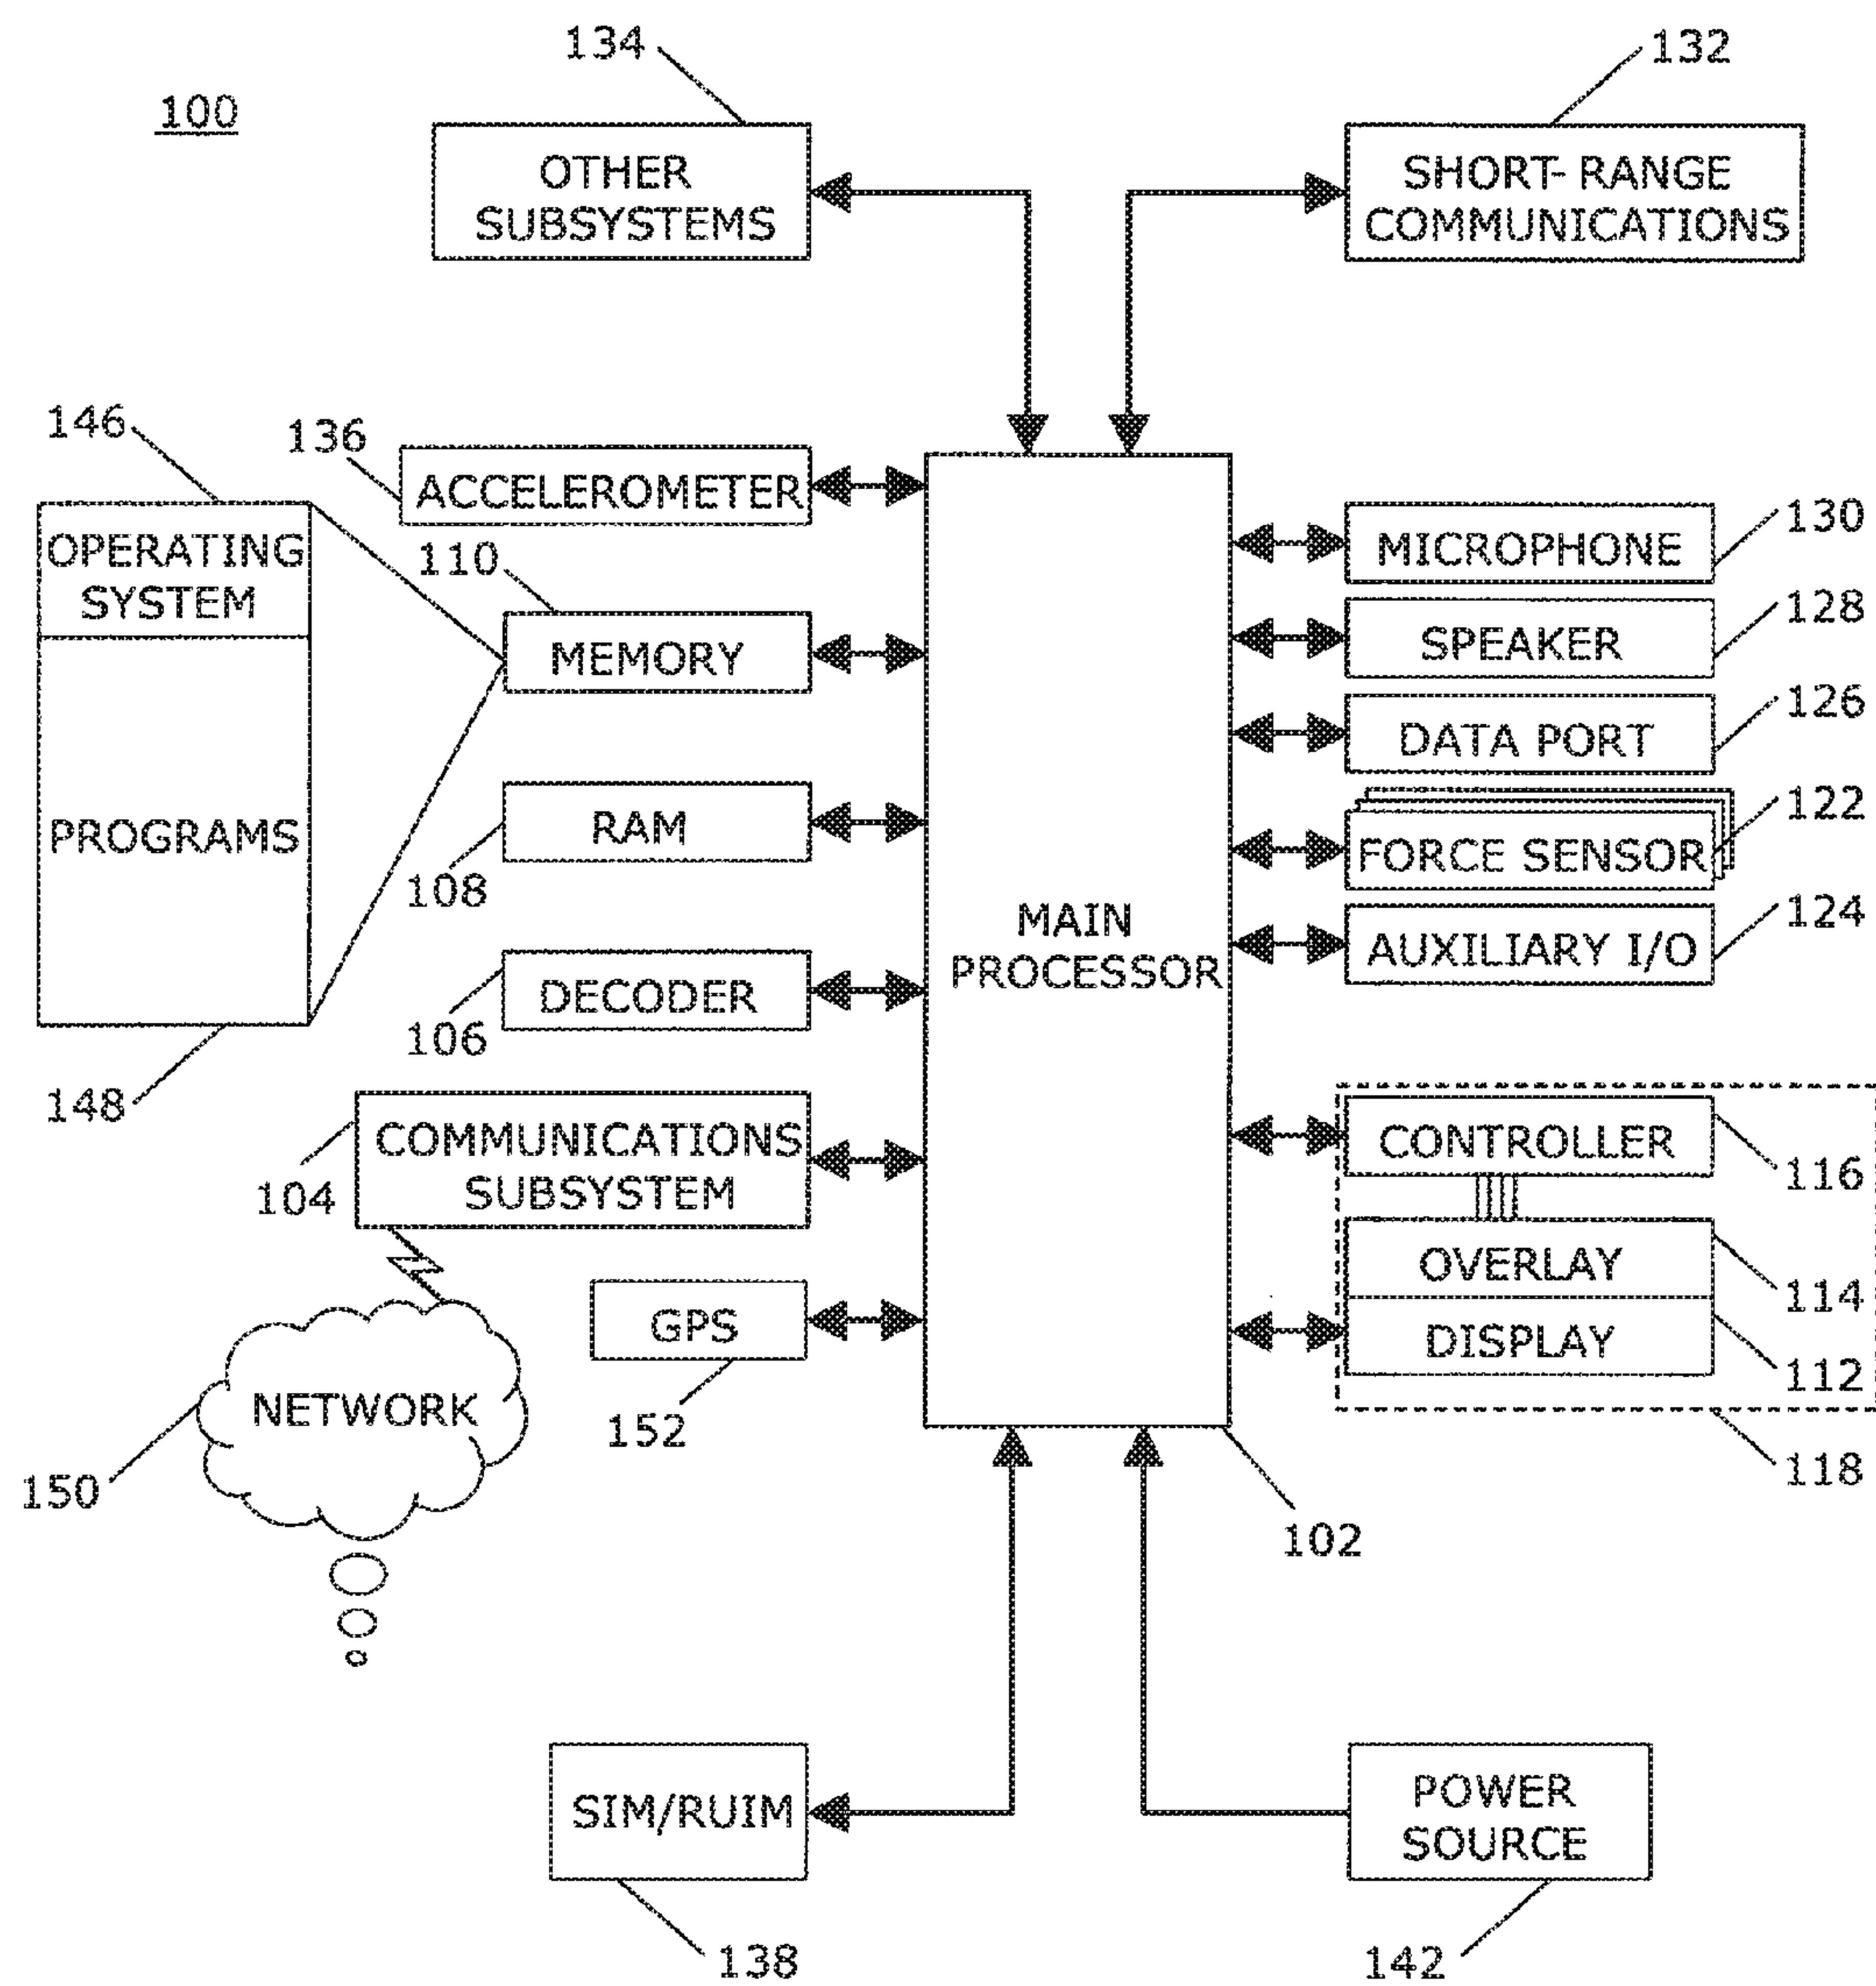 134
132
100
OTHER
SUBSYSTEMS
SHORT-RANGE
COMMUNICATIONS
146
136
ACCELEROMETER
130
MICROPHONE
OPERATING
SYSTEM
110
128
MEMORY
SPEAKER
126
DATA PORT
PROGRAMS
RAM
122
FORCE SENSOR
108
124
MAIN
PROCESSOR
AUXILIARY I/O
DECODER
106
148
COMMUNICATIONS
SUBSYSTEM
CONTROLLER
104
116
OVERLAY
114
GPS
DISPLAY
112
NETWORK
152
150
118
102
SIM/RUIM
POWER
SOURCE
138
142